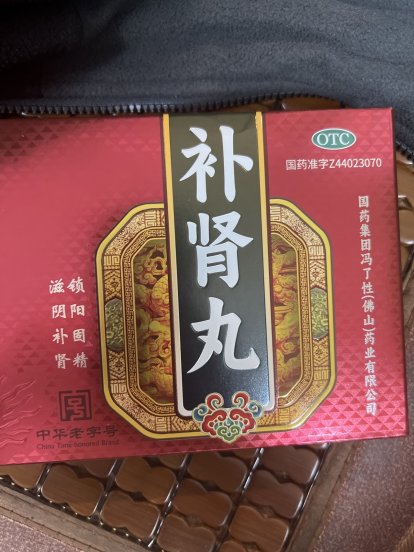 OTC
国药准字Z44023070
补肾丸
国药集团冯了性(佛山)药业有限公司
锁阳固精
滋阴补肾
中华老字号
China Time-honored Brand